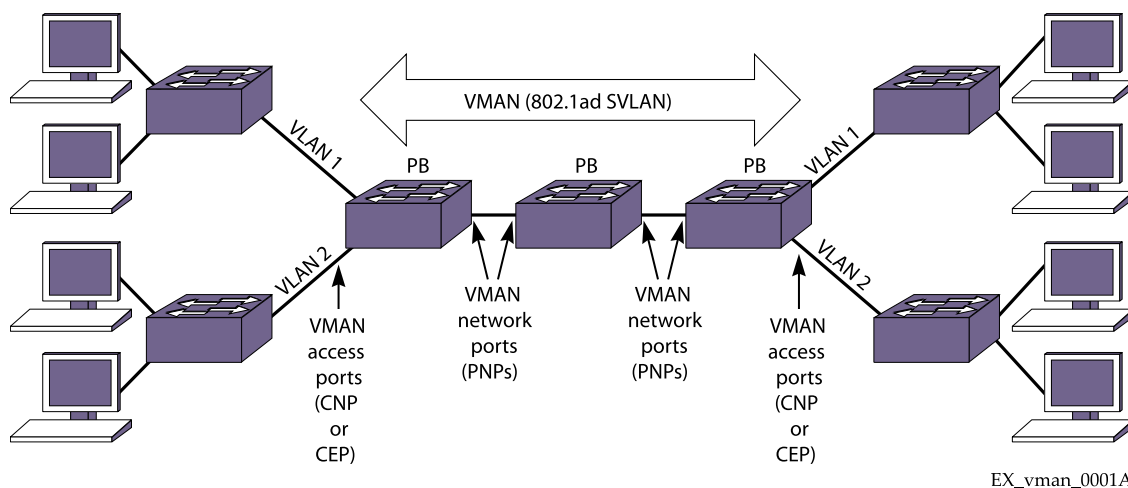 VMAN (802.1ad SVLAN)
VLAN 1
PB
PB
PB
VLAN 1
VLAN 2
VLAN 2
VMAN
access
ports
(CNP
or
CEP)
VMAN
network
ports
(PNPs)
VMAN
network
ports
(PNPs)
VMAN
access
ports
(CNP
or
CEP)
EX_vman_0001A